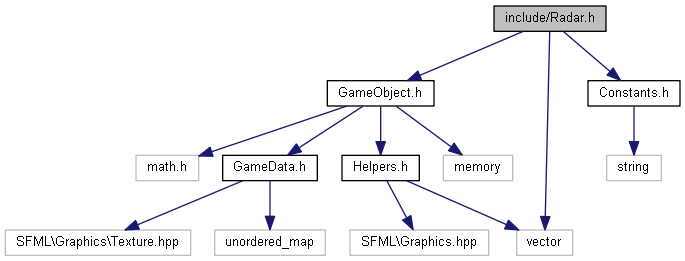 include/Radar.h
GameObject.h
Constants.h
math.h
GameData.h
Helpers.h
memory
string
SFML\Graphics\Texture.hpp
unordered_map
SFML\Graphics.hpp
vector